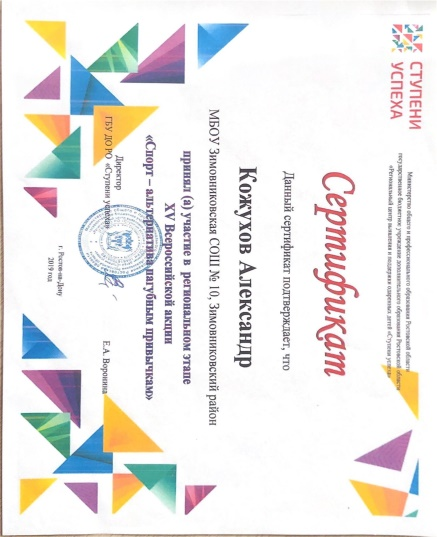 СТУПЕНИ
УСПЕХА
Министерство общего и профессионального образования Ростовской области
государственное бюджетное учреждение дополнительного образования Ростовской области
«Региональный центр выявления и поддержки одаренных детей «Ступени успеха»
Сертификат
Данный сертификат подтверждает, что
Кожухов Александр
МБОУ Зимовниковская СОШ № 10, Зимовниковский район
принял (а) участие в региональном этапе
XV Всероссийской акции
«Спорт – альтернатива пагубным привычкам»
Директор
ГБУ ДО РО «Ступени успеха»
Е.А. Воронина
г. Ростов-на-Дону
2019 год